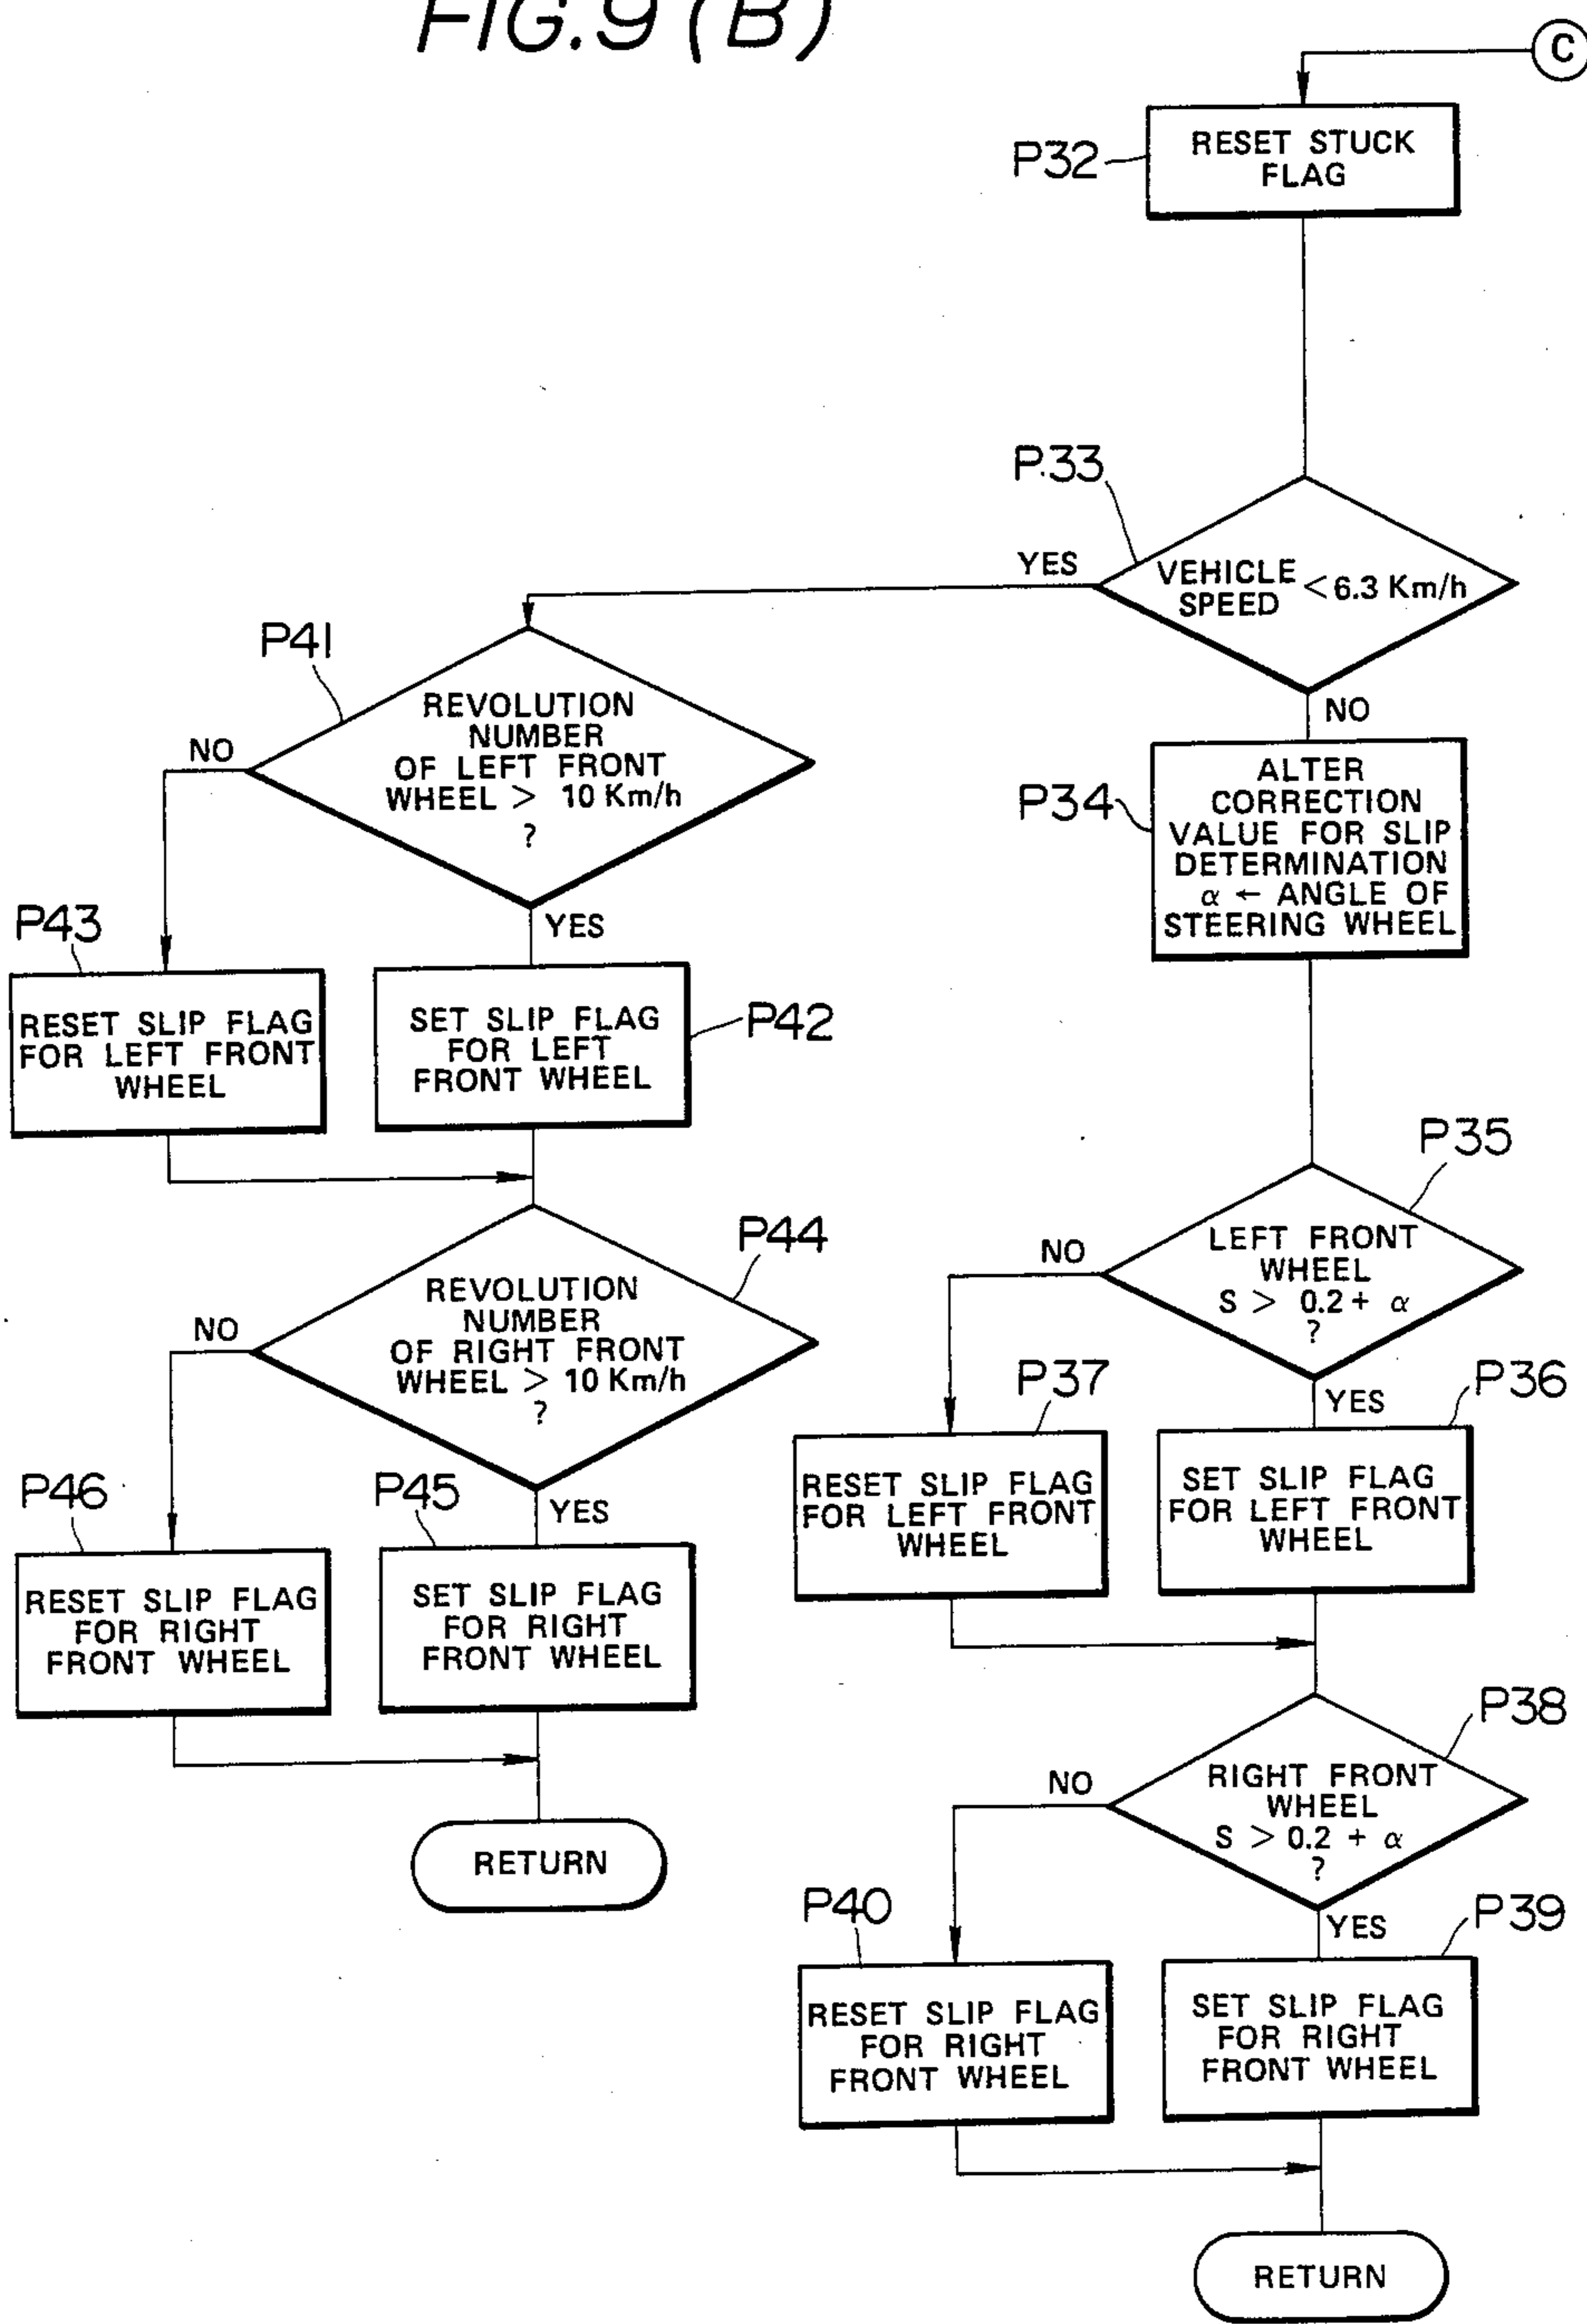 FIG.9 (B)
C
P32
RESET STUCK
FLAG
P33
YES
VEHICLE
SPEED < 6.3 Km/h
NO
P41
REVOLUTION
NUMBER
OF LEFT FRONT
WHEEL > 10 Km/h
?
NO
YES
P34
ALTER
CORRECTION
VALUE FOR SLIP
DETERMINATION
α ← ANGLE OF
STEERING WHEEL
P43
RESET SLIP FLAG
FOR LEFT FRONT
WHEEL
SET SLIP FLAG
FOR LEFT
FRONT WHEEL
P42
P44
REVOLUTION
NUMBER
OF RIGHT FRONT
WHEEL > 10 Km/h
?
NO
YES
P35
LEFT FRONT
WHEEL
S > 0.2 + α
?
NO
YES
P37
RESET SLIP FLAG
FOR LEFT FRONT
WHEEL
P36
SET SLIP FLAG
FOR LEFT FRONT
WHEEL
P46
RESET SLIP FLAG
FOR RIGHT
FRONT WHEEL
P45
SET SLIP FLAG
FOR RIGHT
FRONT WHEEL
RETURN
P38
RIGHT FRONT
WHEEL
S > 0.2 + α
?
NO
YES
P40
RESET SLIP FLAG
FOR RIGHT
FRONT WHEEL
P39
SET SLIP FLAG
FOR RIGHT
FRONT WHEEL
RETURN